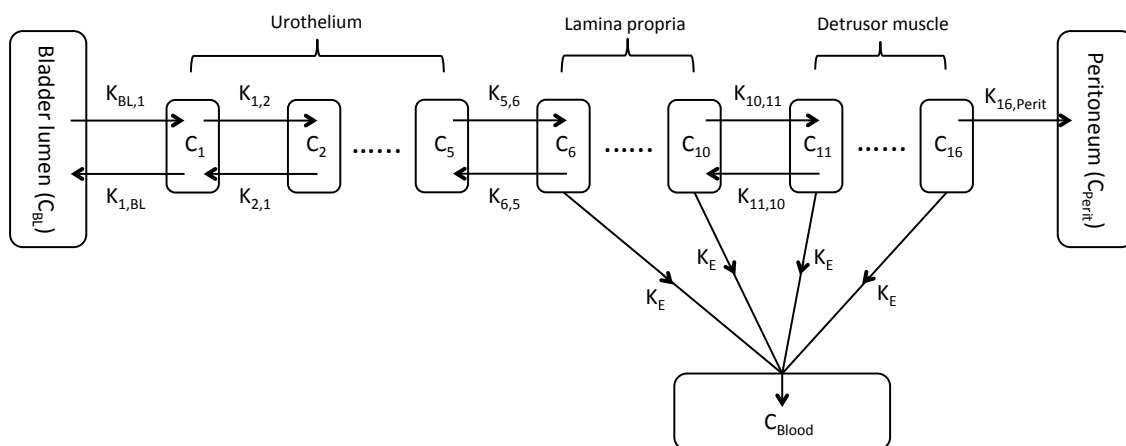 Urothelium
Lamina propria
Detrusor muscle
Bladder lumen (C_BL)
K_BL,1
K_1,2
K_5,6
K_10,11
K_16,Perit
Peritoneum (C_Perit)
C_1
C_2
......
C_5
C_6
......
C_10
C_11
......
C_16
K_1,BL
K_2,1
K_6,5
K_11,10
K_E
K_E
K_E
K_E
C_Blood